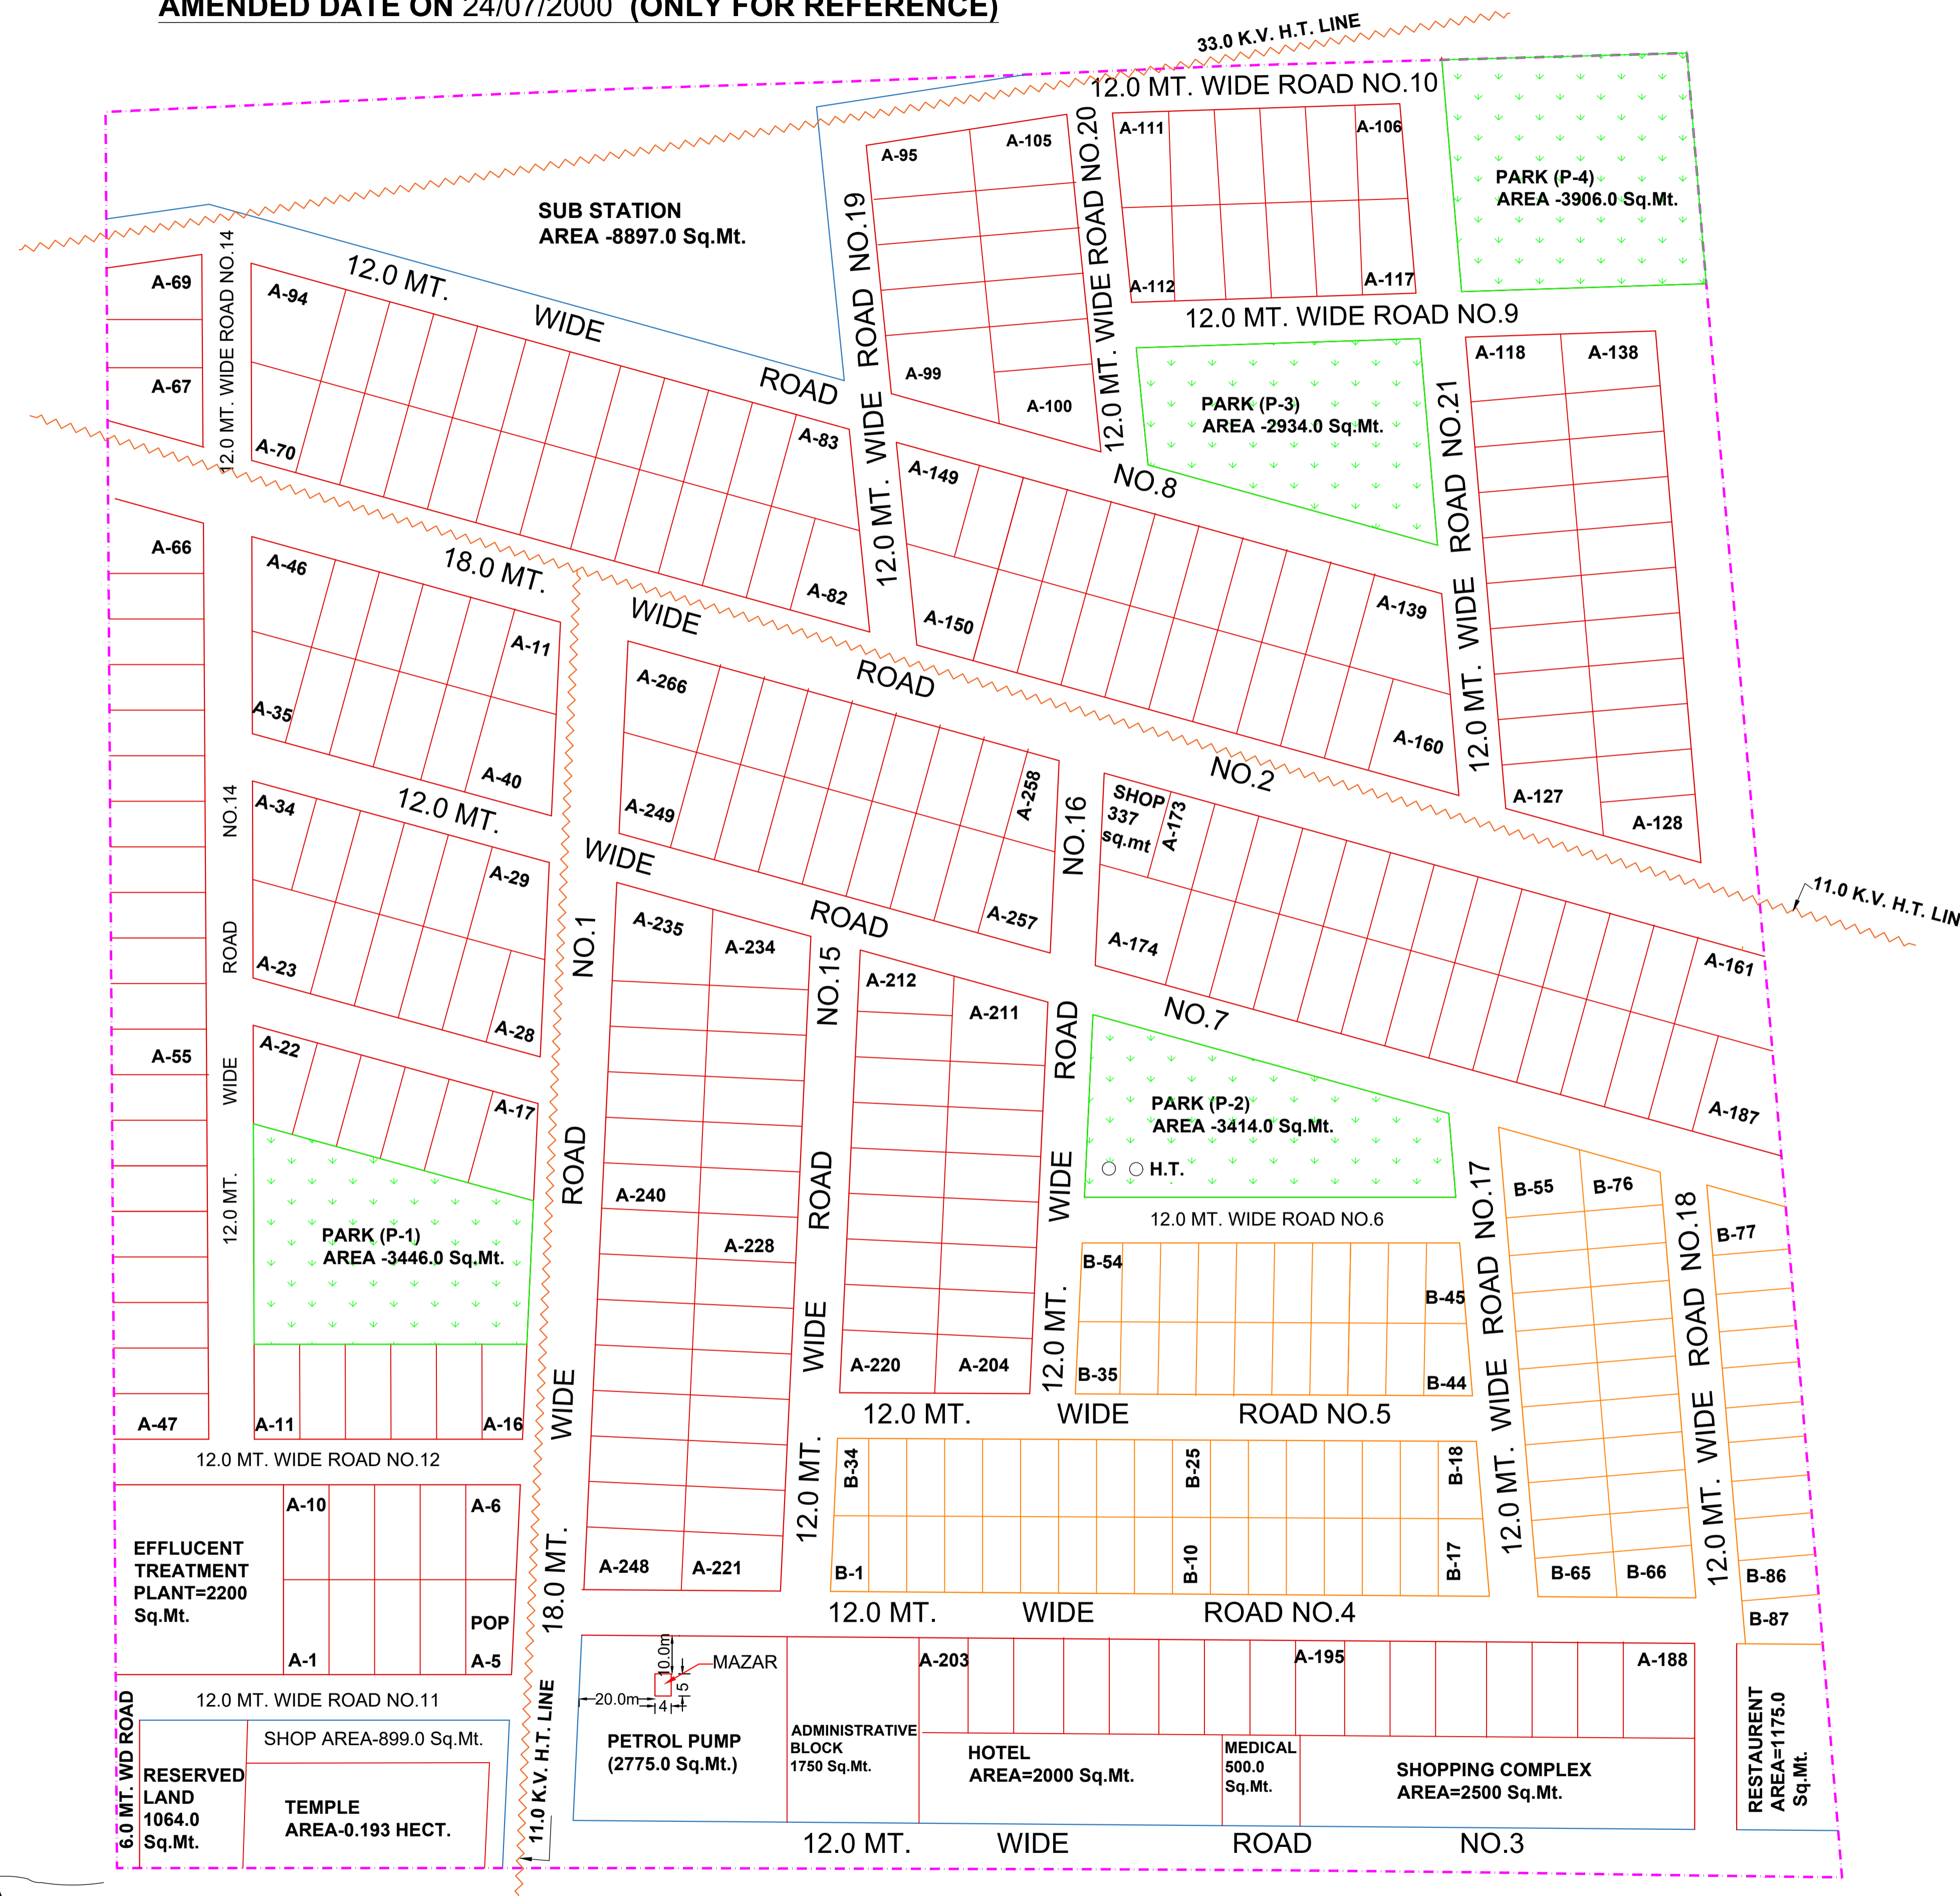 AMENDED DATE ON 24/07/2000 (ONLY FOR REFERENCE)
33.0 K.V. H.T. LINE
12.0 MT. WIDE ROAD NO.10
A-95
A-105
A-111
A-106
PARK (P-4)
AREA -3906.0 Sq.Mt.
SUB STATION
AREA -8897.0 Sq.Mt.
12.0 MT. WIDE ROAD NO.19
12.0 MT. WIDE ROAD NO.20
A-112
A-117
12.0 MT. WIDE ROAD NO.9
A-69
A-67
12.0 MT. WIDE ROAD NO.14
A-94
12.0 MT. WIDE ROAD NO.8
A-99
A-100
PARK (P-3)
AREA -2934.0 Sq.Mt.
A-118
A-138
12.0 MT. WIDE ROAD NO.21
A-70
A-83
A-82
A-149
A-139
A-150
A-160
A-127
A-128
A-66
A-46
A-11
A-35
A-40
18.0 MT. WIDE ROAD NO.2
A-266
A-258
A-249
A-257
NO.16
SHOP
337
sq.mt
A-173
A-174
A-161
A-187
11.0 K.V. H.T. LIN
A-34
A-29
A-23
A-28
12.0 MT. WIDE ROAD NO.7
12.0 MT. WIDE ROAD NO.14
A-55
A-22
A-17
PARK (P-1)
AREA -3446.0 Sq.Mt.
A-47
A-11
A-16
12.0 MT. WIDE ROAD NO.12
18.0 MT. WIDE ROAD NO.1
A-235
A-234
A-240
A-228
A-248
A-221
12.0 MT. WIDE ROAD NO.15
A-212
A-211
A-220
A-204
12.0 MT. WIDE ROAD
PARK (P-2)
AREA -3414.0 Sq.Mt.
H.T.
12.0 MT. WIDE ROAD NO.6
B-54
B-45
B-35
B-44
12.0 MT. WIDE ROAD NO.5
B-34
B-25
B-18
B-1
B-10
B-17
12.0 MT. WIDE ROAD NO.4
12.0 MT. WIDE ROAD NO.17
B-55
B-76
B-65
B-66
12.0 MT. WIDE ROAD NO.18
B-77
B-86
B-87
EFFLUCENT
TREATMENT
PLANT=2200
Sq.Mt.
A-10
A-6
POP
A-1
A-5
12.0 MT. WIDE ROAD NO.11
6.0 MT. WD ROAD
SHOP AREA-899.0 Sq.Mt.
RESERVED
LAND
1064.0
Sq.Mt.
TEMPLE
AREA-0.193 HECT.
11.0 K.V. H.T. LINE
10.0m
MAZAR
20.0m
4
5
PETROL PUMP
(2775.0 Sq.Mt.)
ADMINISTRATIVE
BLOCK
1750 Sq.Mt.
A-203
A-195
A-188
HOTEL
AREA=2000 Sq.Mt.
MEDICAL
500.0
Sq.Mt.
SHOPPING COMPLEX
AREA=2500 Sq.Mt.
RESTAURENT
AREA=1175.0
Sq.Mt.
12.0 MT. WIDE ROAD NO.3